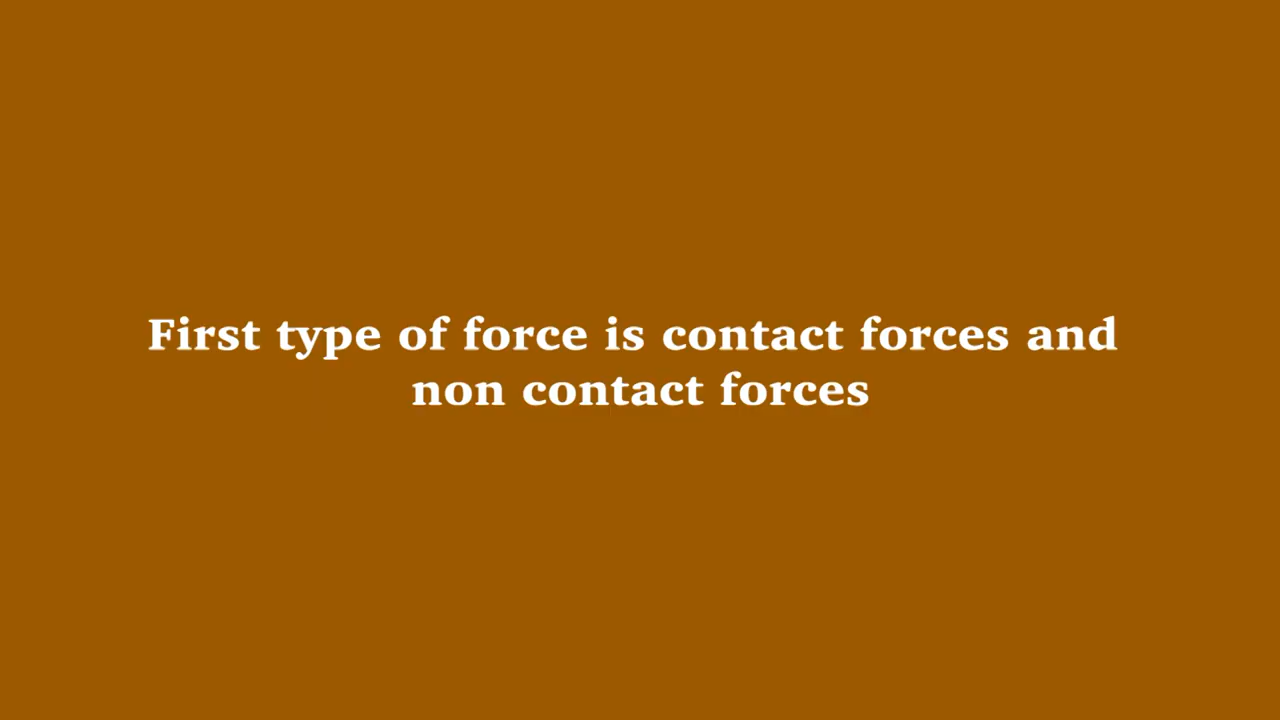 First type of force is contact forces and
non contact forces